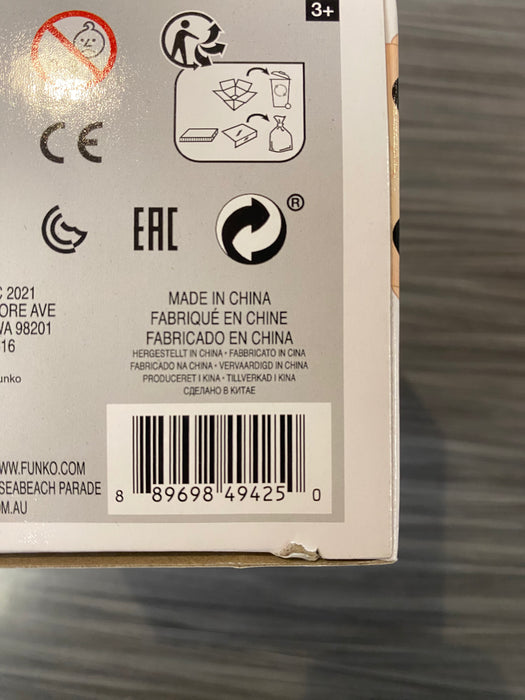 3+
CE
EAC
®
C 2021
ORE AVE
WA 98201
16
unko
MADE IN CHINA
FABRIQUÉ EN CHINE
FABRICADO EN CHINA
HERGESTELLT IN CHINA • FABBRICATO IN CINA
FABRICADO NA CHINA • VERVAARDIGD IN CHINA
PRODUCERET I KINA • TILLVERKAD I KINA
СДЕЛАНО В КИТАЕ
WW.FUNKO.COM
SEABEACH PARADE
OM.AU
8 89698 49425 0